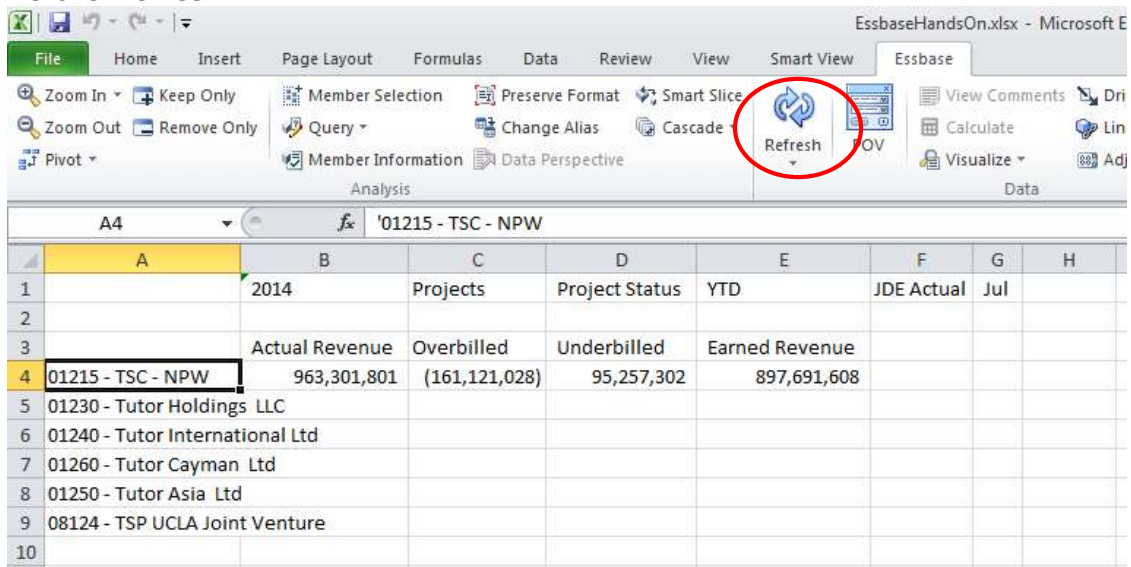 EssbaseHandsOn.xlsx - Microsoft E
File Home Insert Page Layout Formulas Data Review View Smart View Essbase
Zoom In Keep Only Member Selection Preserve Format Smart Slice View Comments Dri
Zoom Out Remove Only Query Change Alias Cascade Refresh POV Calculate Lin
Pivot Member Information Data Perspective Visualize Adj
Analysis Data
A4 fx '01215 - TSC - NPW
A B C D E F G H
1 2014 Projects Project Status YTD JDE Actual Jul
2
3 Actual Revenue Overbilled Underbilled Earned Revenue
4 01215 - TSC - NPW 963,301,801 (161,121,028) 95,257,302 897,691,608
5 01230 - Tutor Holdings LLC
6 01240 - Tutor International Ltd
7 01260 - Tutor Cayman Ltd
8 01250 - Tutor Asia Ltd
9 08124 - TSP UCLA Joint Venture
10